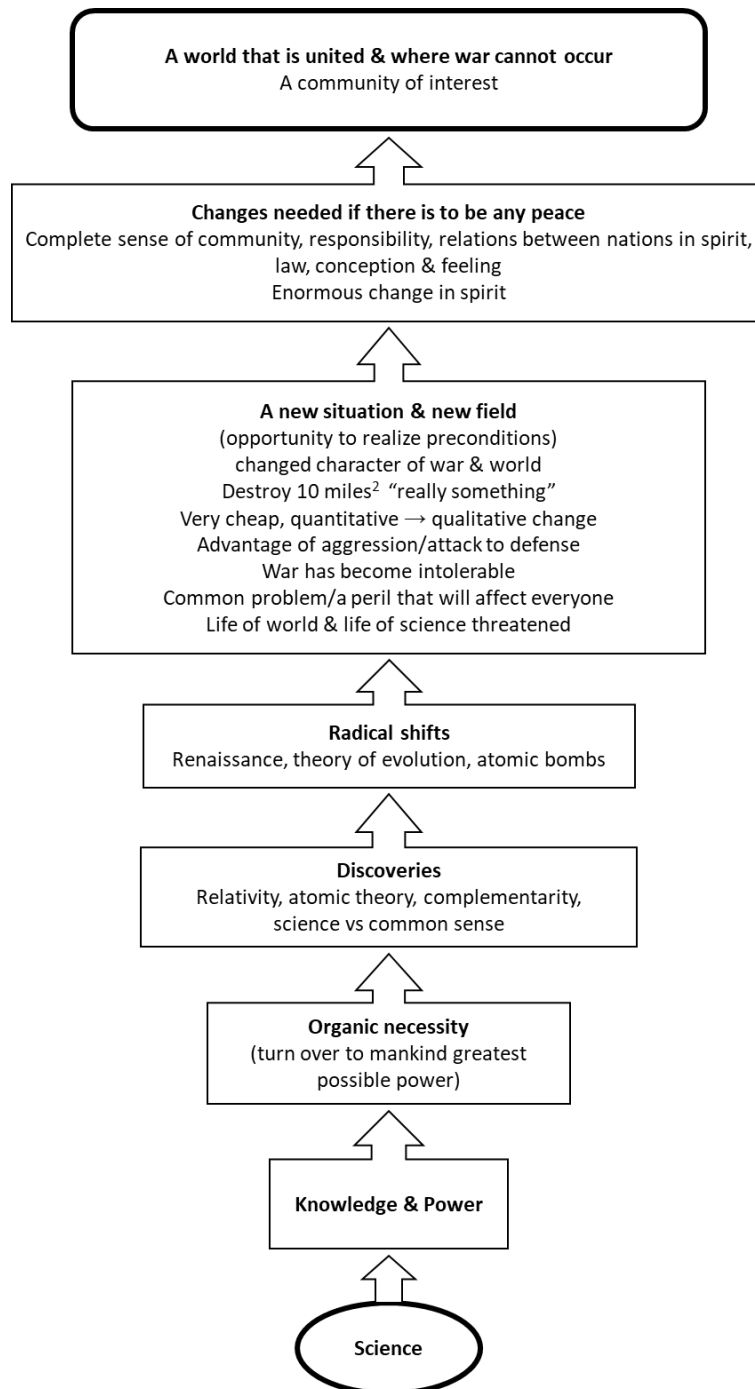 A world that is united & where war cannot occur
A community of interest
Changes needed if there is to be any peace
Complete sense of community, responsibility, relations between nations in spirit,
law, conception & feeling
Enormous change in spirit
A new situation & new field
(opportunity to realize preconditions)
changed character of war & world
Destroy 10 miles² “really something”
Very cheap, quantitative → qualitative change
Advantage of aggression/attack to defense
War has become intolerable
Common problem/a peril that will affect everyone
Life of world & life of science threatened
Radical shifts
Renaissance, theory of evolution, atomic bombs
Discoveries
Relativity, atomic theory, complementarity,
science vs common sense
Organic necessity
(turn over to mankind greatest
possible power)
Knowledge & Power
Science